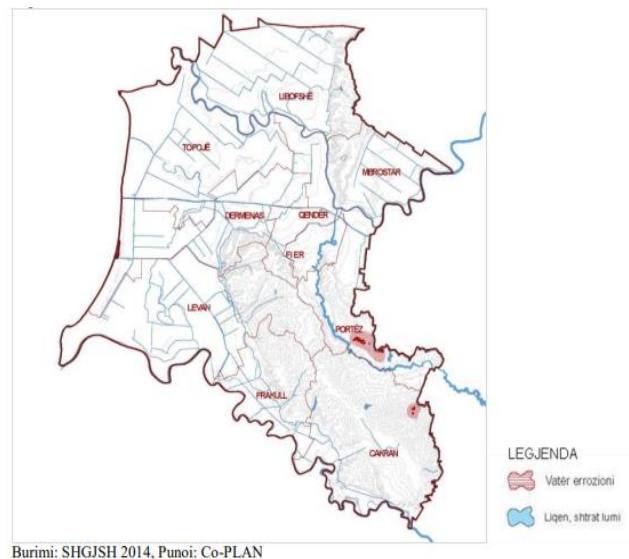 LIBOFSHË
TOPOJË
MBROSTAR
DERMENAS
QENDËR
FIER
LEVAN
PORTËZ
FRAKULL
CAKRAN
LEGJENDA
Vatër errozioni
Liqen, shtrat lumi
Burimi: SHGJSH 2014, Punoi: Co-PLAN